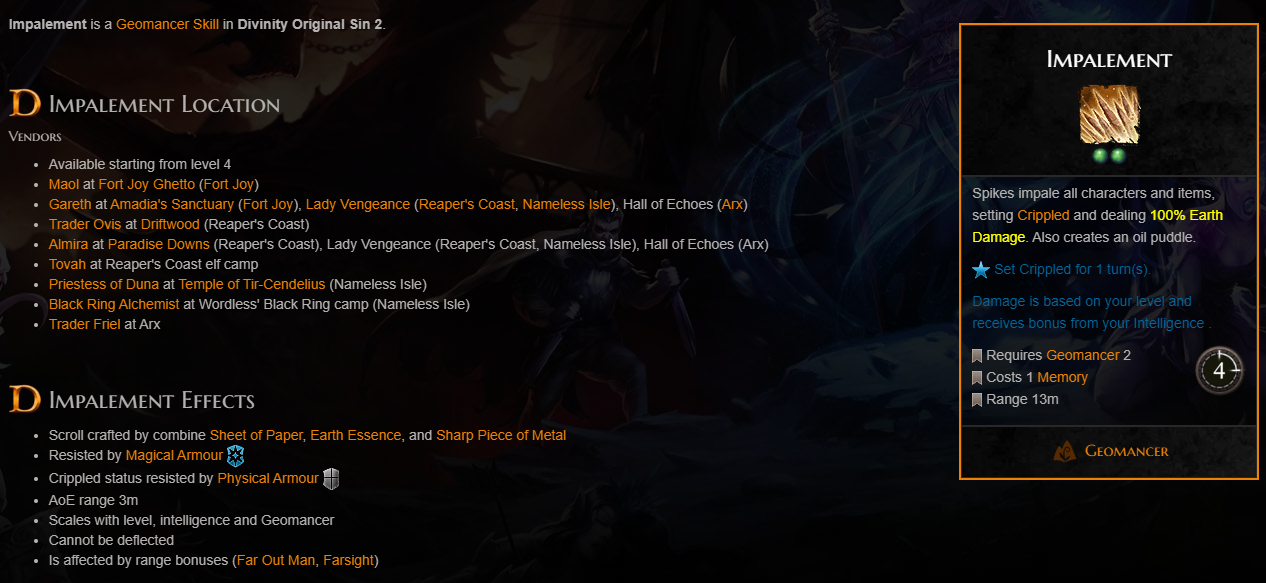 Impalement is a Geomancer Skill in Divinity Original Sin 2.
Impalement Location
Vendors
Available starting from level 4
Maol at Fort Joy Ghetto (Fort Joy)
Gareth at Amadia's Sanctuary (Fort Joy), Lady Vengeance (Reaper's Coast, Nameless Isle), Hall of Echoes (Arx)
Trader Ovis at Driftwood (Reaper's Coast)
Almira at Paradise Downs (Reaper's Coast), Lady Vengeance (Reaper's Coast, Nameless Isle), Hall of Echoes (Arx)
Tovah at Reaper's Coast elf camp
Priestess of Duna at Temple of Tir-Cendelius (Nameless Isle)
Black Ring Alchemist at Wordless' Black Ring camp (Nameless Isle)
Trader Friel at Arx
Impalement Effects
Scroll crafted by combine Sheet of Paper, Earth Essence, and Sharp Piece of Metal
Resisted by Magical Armour
Crippled status resisted by Physical Armour
AoE range 3m
Scales with level, intelligence and Geomancer
Cannot be deflected
Is affected by range bonuses (Far Out Man, Farsight)
Impalement
Spikes impale all characters and items,
setting Crippled and dealing 100% Earth
Damage. Also creates an oil puddle.
Set Crippled for 1 turn(s).
Damage is based on your level and
receives bonus from your Intelligence .
Requires Geomancer 2
Costs 1 Memory
Range 13m
4
Geomancer